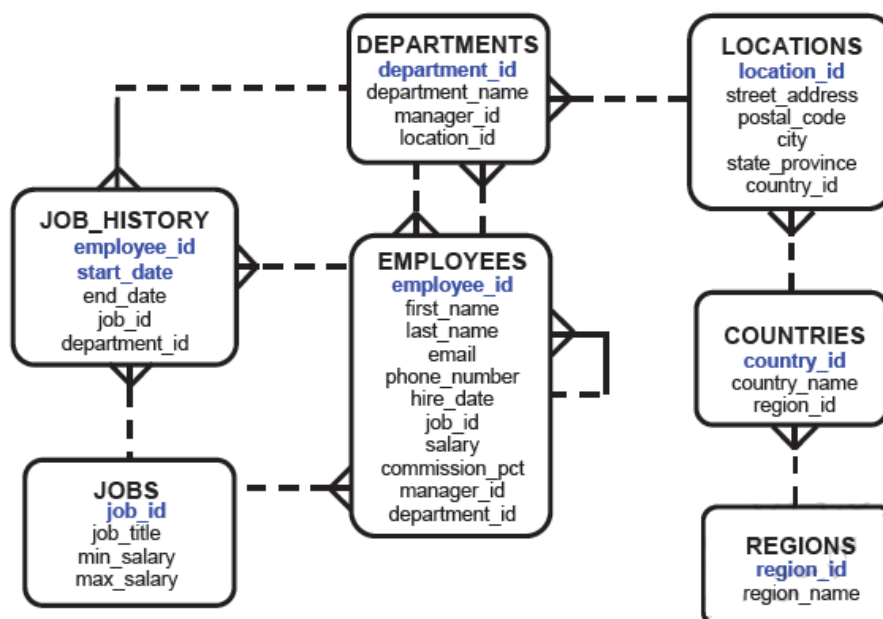 DEPARTMENTS
department_id
department_name
manager_id
location_id
LOCATIONS
location_id
street_address
postal_code
city
state_province
country_id
JOB_HISTORY
employee_id
start_date
end_date
job_id
department_id
EMPLOYEES
employee_id
first_name
last_name
email
phone_number
hire_date
job_id
salary
commission_pct
manager_id
department_id
COUNTRIES
country_id
country_name
region_id
JOBS
job_id
job_title
min_salary
max_salary
REGIONS
region_id
region_name